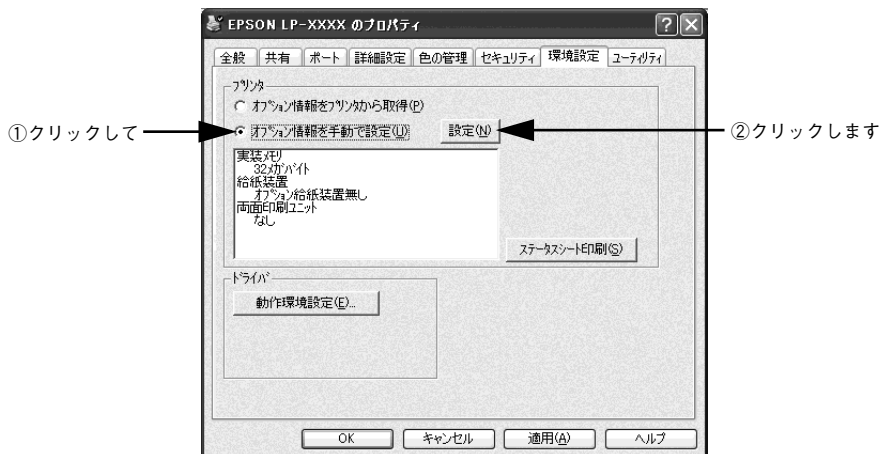 EPSON LP-XXXX のプロパティ
全般 共有 ポート 詳細設定 色の管理 セキュリティ 環境設定 ユーティリティ
プリンタ
オプション情報をプリンタから取得(P)
①クリックして
オプション情報を手動で設定(U) 設定(N)
②クリックします
実装メモリ
32メガバイト
給紙装置
オプション給紙装置無し
両面印刷ユニット
なし
ステータスシート印刷(S)
ドライバ
動作環境設定(E)...
OK キャンセル 適用(A) ヘルプ